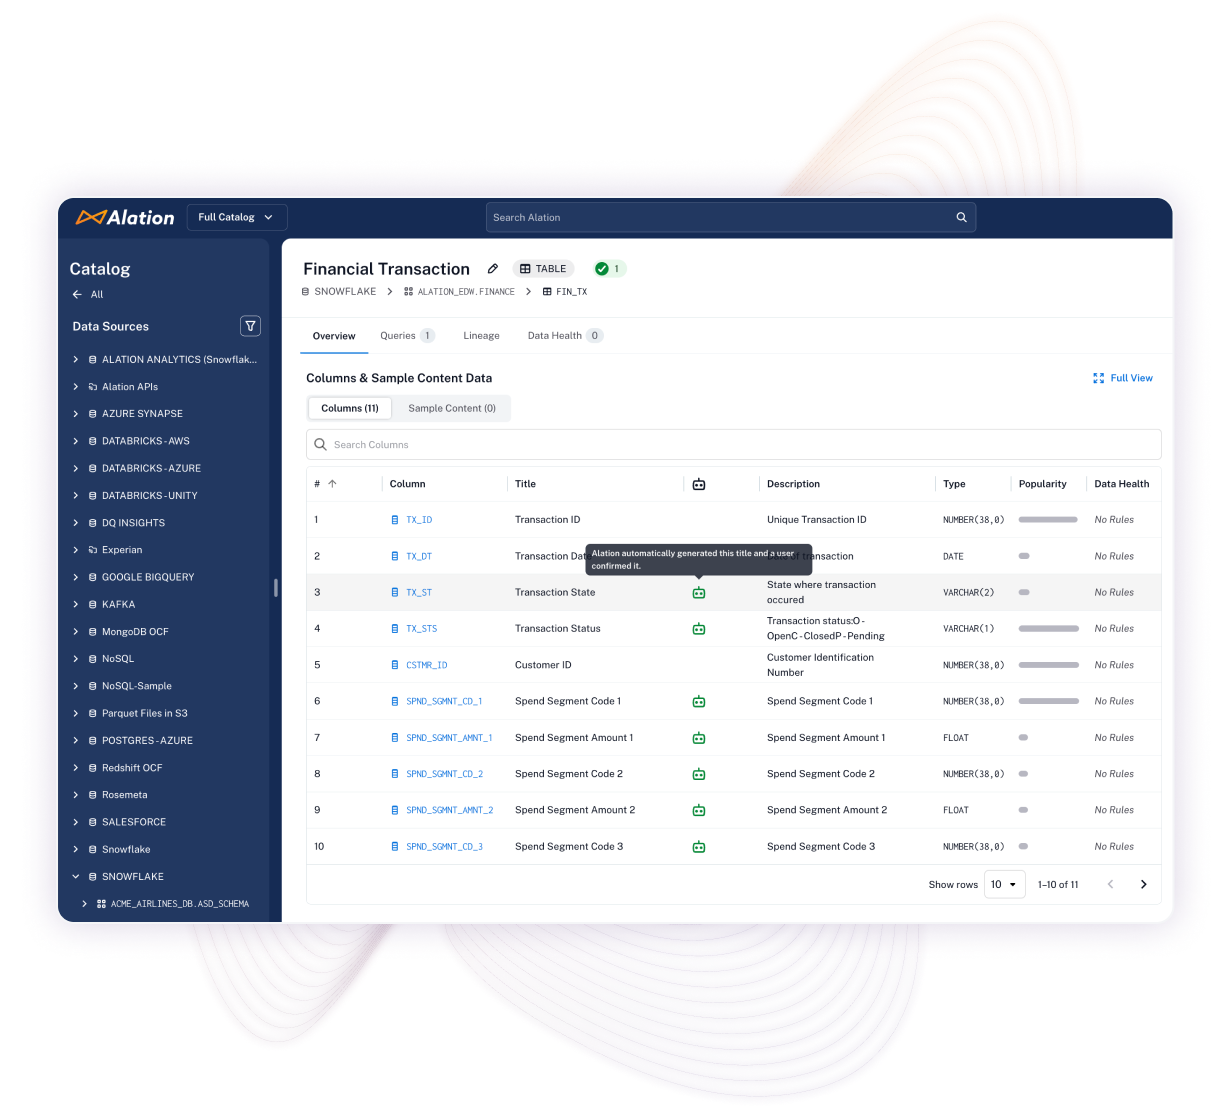 Alation
Full Catalog
Search Alation
Catalog
All
Data Sources
ALATION ANALYTICS (Snowflak...
Alation APIs
AZURE SYNAPSE
DATABRICKS-AWS
DATABRICKS-AZURE
DATABRICKS-UNITY
DQ INSIGHTS
Experian
GOOGLE BIGQUERY
KAFKA
MongoDB OCF
NoSQL
NoSQL-Sample
Parquet Files in S3
POSTGRES-AZURE
Redshift OCF
Rosemeta
SALESFORCE
Snowflake
SNOWFLAKE
ACME_AIRLINES_DB.ASD_SCHEMA
Financial Transaction TABLE 1
SNOWFLAKE > ALATION_EDW.FINANCE > FIN_TX
Overview Queries 1 Lineage Data Health 0
Columns & Sample Content Data Full View
Columns (11) Sample Content (0)
Search Columns
# Column Title Description Type Popularity Data Health
1 TX_ID Transaction ID Unique Transaction ID NUMBER(38,0) No Rules
2 TX_DT Transaction Date of transaction DATE No Rules
Alation automatically generated this title and a user
confirmed it.
3 TX_ST Transaction State State where transaction
occured VARCHAR(2) No Rules
4 TX_STS Transaction Status Transaction status:O -
OpenC - ClosedP - Pending VARCHAR(1) No Rules
5 CSTMR_ID Customer ID Customer Identification
Number NUMBER(38,0) No Rules
6 SPND_SGMNT_CD_1 Spend Segment Code 1 Spend Segment Code 1 NUMBER(38,0) No Rules
7 SPND_SGMNT_AMNT_1 Spend Segment Amount 1 Spend Segment Amount 1 FLOAT No Rules
8 SPND_SGMNT_CD_2 Spend Segment Code 2 Spend Segment Code 2 NUMBER(38,0) No Rules
9 SPND_SGMNT_AMNT_2 Spend Segment Amount 2 Spend Segment Amount 2 FLOAT No Rules
10 SPND_SGMNT_CD_3 Spend Segment Code 3 Spend Segment Code 3 NUMBER(38,0) No Rules
Show rows 10 1-10 of 11